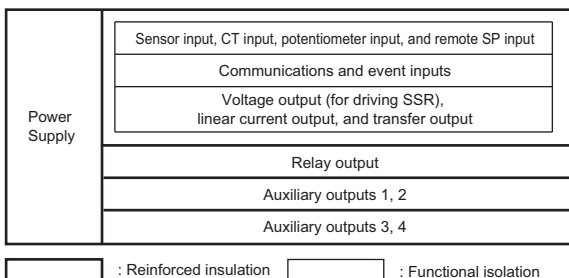 Sensor input, CT input, potentiometer input, and remote SP input
Communications and event inputs
Voltage output (for driving SSR),
linear current output, and transfer output
Power
Supply
Relay output
Auxiliary outputs 1, 2
Auxiliary outputs 3, 4
: Reinforced insulation
: Functional isolation